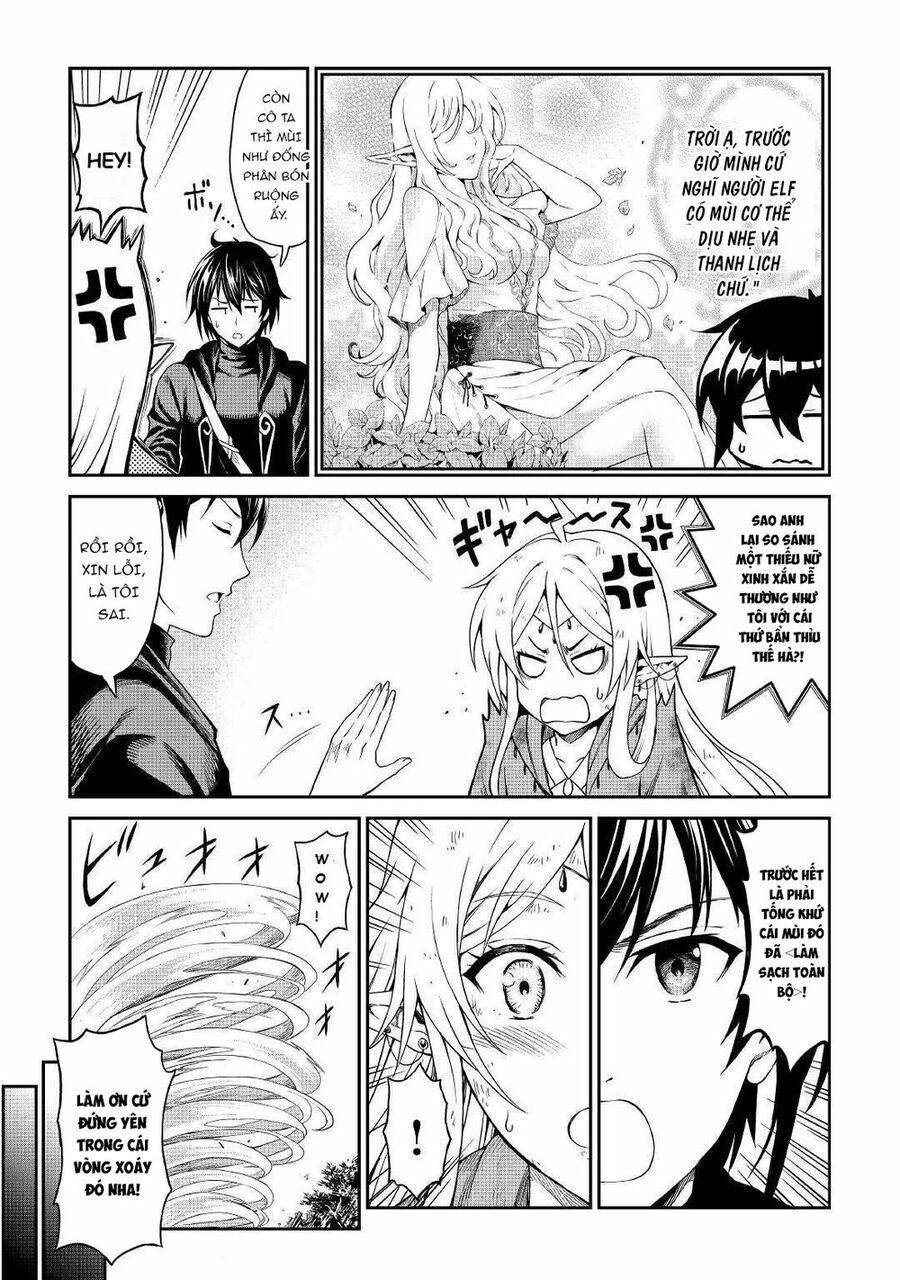 TRỜI Ạ, TRƯỚC
GIỜ MÌNH CỨ
NGHĨ NGƯỜI ELF
CÓ MÙI CƠ THỂ
DỊU NHẸ VÀ
THANH LỊCH
CHỨ."
CÒN
CÔ TA
THÌ MÙI
NHƯ ĐỐNG
PHÂN BÓN
RUỘNG
ẤY.
ボソ...
HEY!
SAO ANH
LẠI SO SÁNH
MỘT THIẾU NỮ
XINH XẮN DỄ
THƯƠNG NHƯ
TÔI VỚI CÁI
THỨ BẨN THỈU
THẾ HÀ?!
ギャ〜〜ース
RỒI RỒI,
XIN LỖI,
LÀ TÔI
SAI.
ス...
TRƯỚC HẾT
LÀ PHẢI
TỐNG KHỨ
CÁI MÙI ĐÓ
ĐÃ <LÀM
SẠCH TOÀN
BỘ>!
!
WOW!
ビュオオ
LÀM ƠN CỨ
ĐỨNG YÊN
TRONG CÁI
VÒNG XOÁY
ĐÓ NHA!